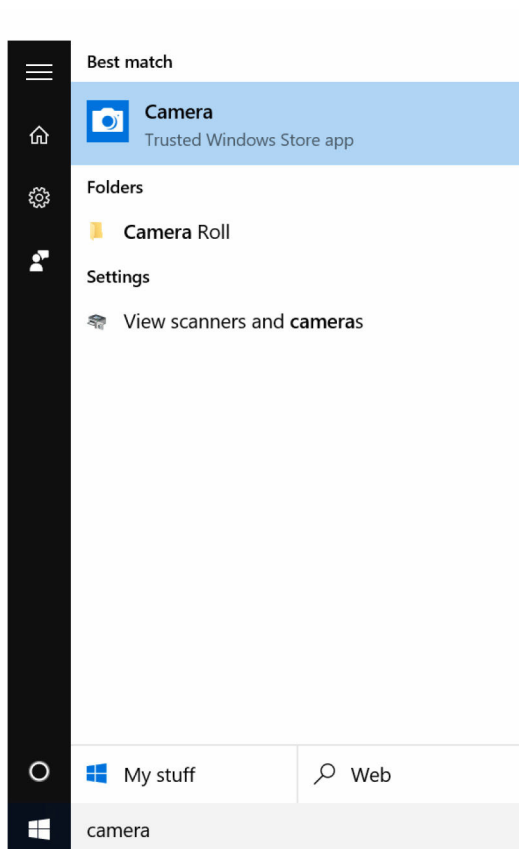 Best match
Camera
Trusted Windows Store app
Folders
Camera Roll
Settings
View scanners and cameras
My stuff
Web
camera